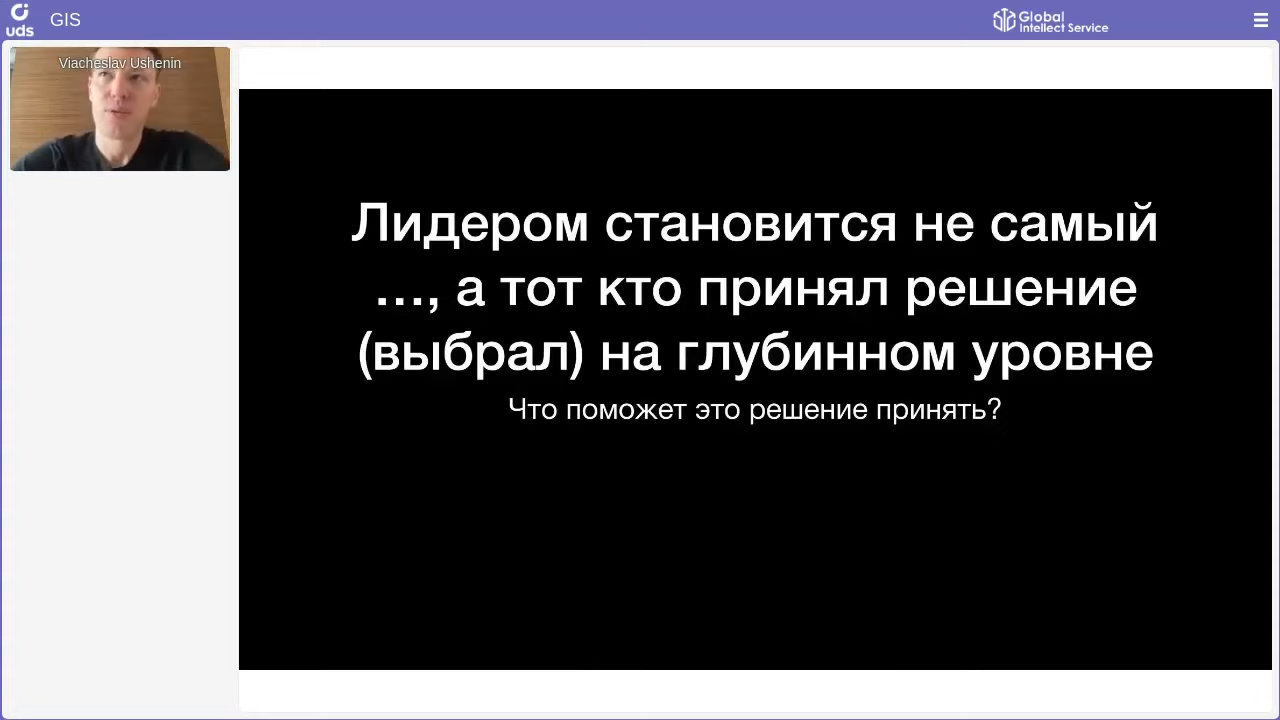 uds
GIS
Global
Intellect Service
Viacheslav Ushenin
Лидером становится не самый
…, а тот кто принял решение
(выбрал) на глубинном уровне
Что поможет это решение принять?